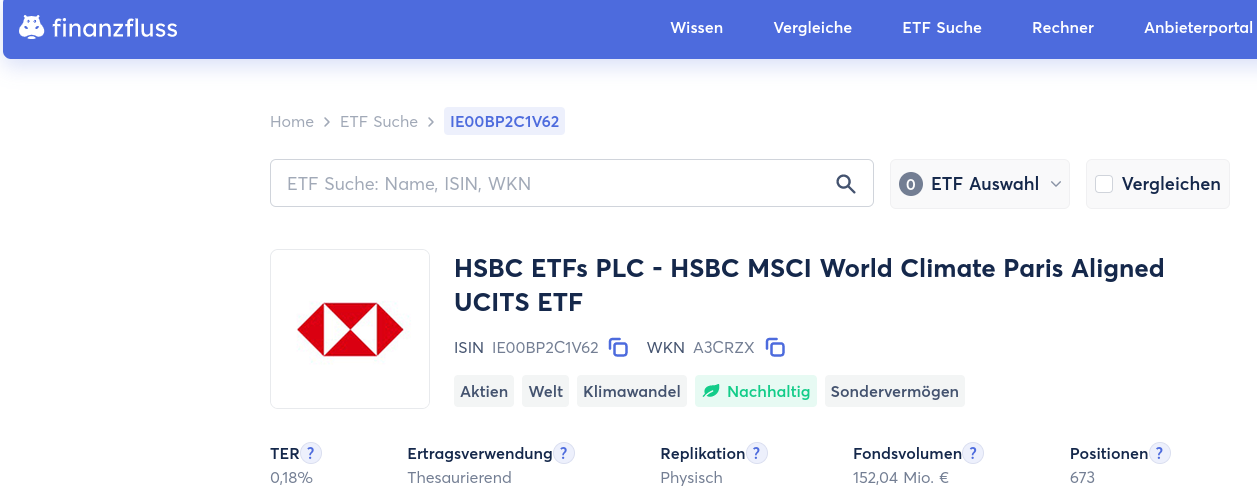 finanzfluss Wissen Vergleiche ETF Suche Rechner Anbieterportal
Home > ETF Suche > IE00BP2C1V62
ETF Suche: Name, ISIN, WKN 0 ETF Auswahl Vergleichen
HSBC ETFs PLC - HSBC MSCI World Climate Paris Aligned
UCITS ETF
ISIN IE00BP2C1V62 WKN A3CRZX
Aktien Welt Klimawandel Nachhaltig Sondervermögen
TER ? Ertragsverwendung ? Replikation ? Fondsvolumen ? Positionen ?
0,18% Thesaurierend Physisch 152,04 Mio. € 673